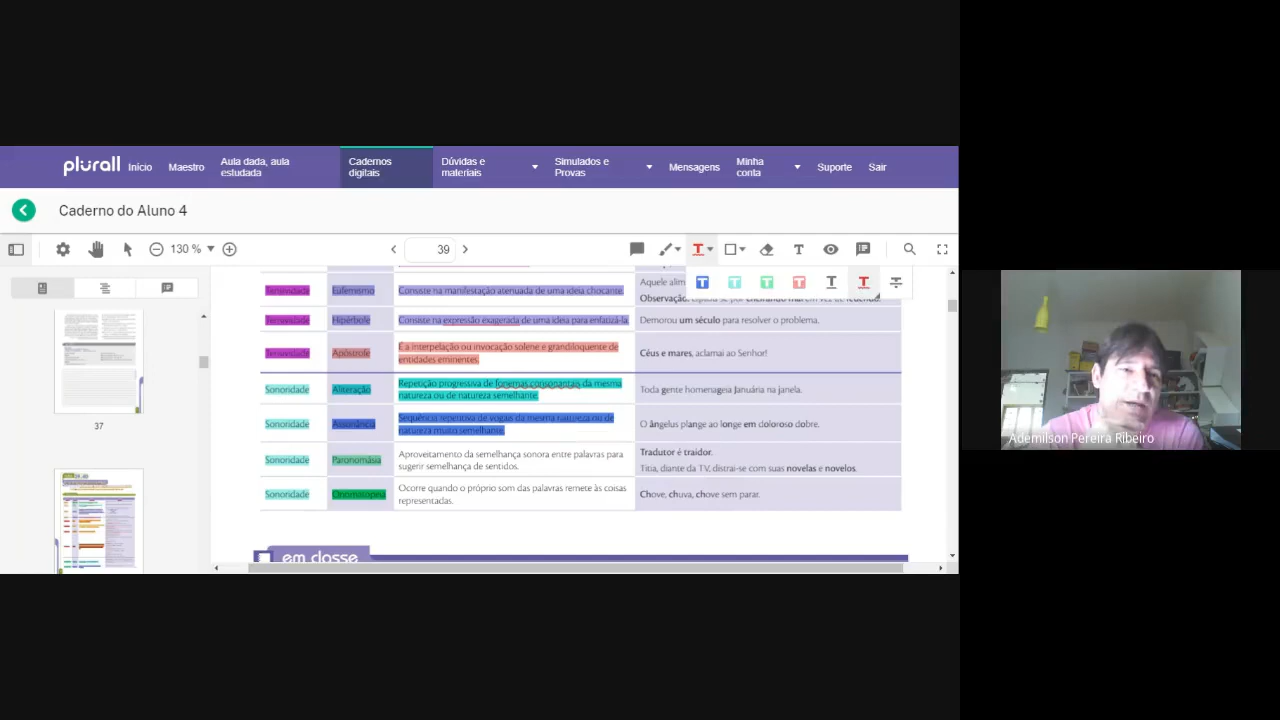 plurall Início Maestro Aula dada, aula estudada Cadernos digitais Dúvidas e materiais Simulados e Provas Mensagens Minha conta Suporte Sair
Caderno do Aluno 4
130 % 39
Tensividade Eufemismo Consiste na manifestação atenuada de uma ideia chocante. Aquele alim
Observação
Tensividade Hipérbole Consiste na expressão exagerada de uma ideia para enfatizá-la. Demorou um século para resolver o problema.
Tensividade Apóstrofe É a interpelação ou invocação solene e grandiloquente de entidades eminentes. Céus e mares, aclamai ao Senhor!
Sonoridade Aliteração Repetição progressiva de fonemas consonantais da mesma natureza ou de natureza semelhante. Toda gente homenageia Januária na janela.
Sonoridade Assonância Sequência repetitiva de vogais da mesma natureza ou de natureza muito semelhante. O ângelus plange ao longe em doloroso dobre.
Sonoridade Paronomásia Aproveitamento da semelhança sonora entre palavras para sugerir semelhança de sentidos. Tradutor é traidor.
Titia, diante da TV, distrai-se com suas novelas e novelos.
Sonoridade Onomatopeia Ocorre quando o próprio som das palavras remete às coisas representadas. Chove, chuva, chove sem parar.
em classe
37
Ademilson Pereira Ribeiro